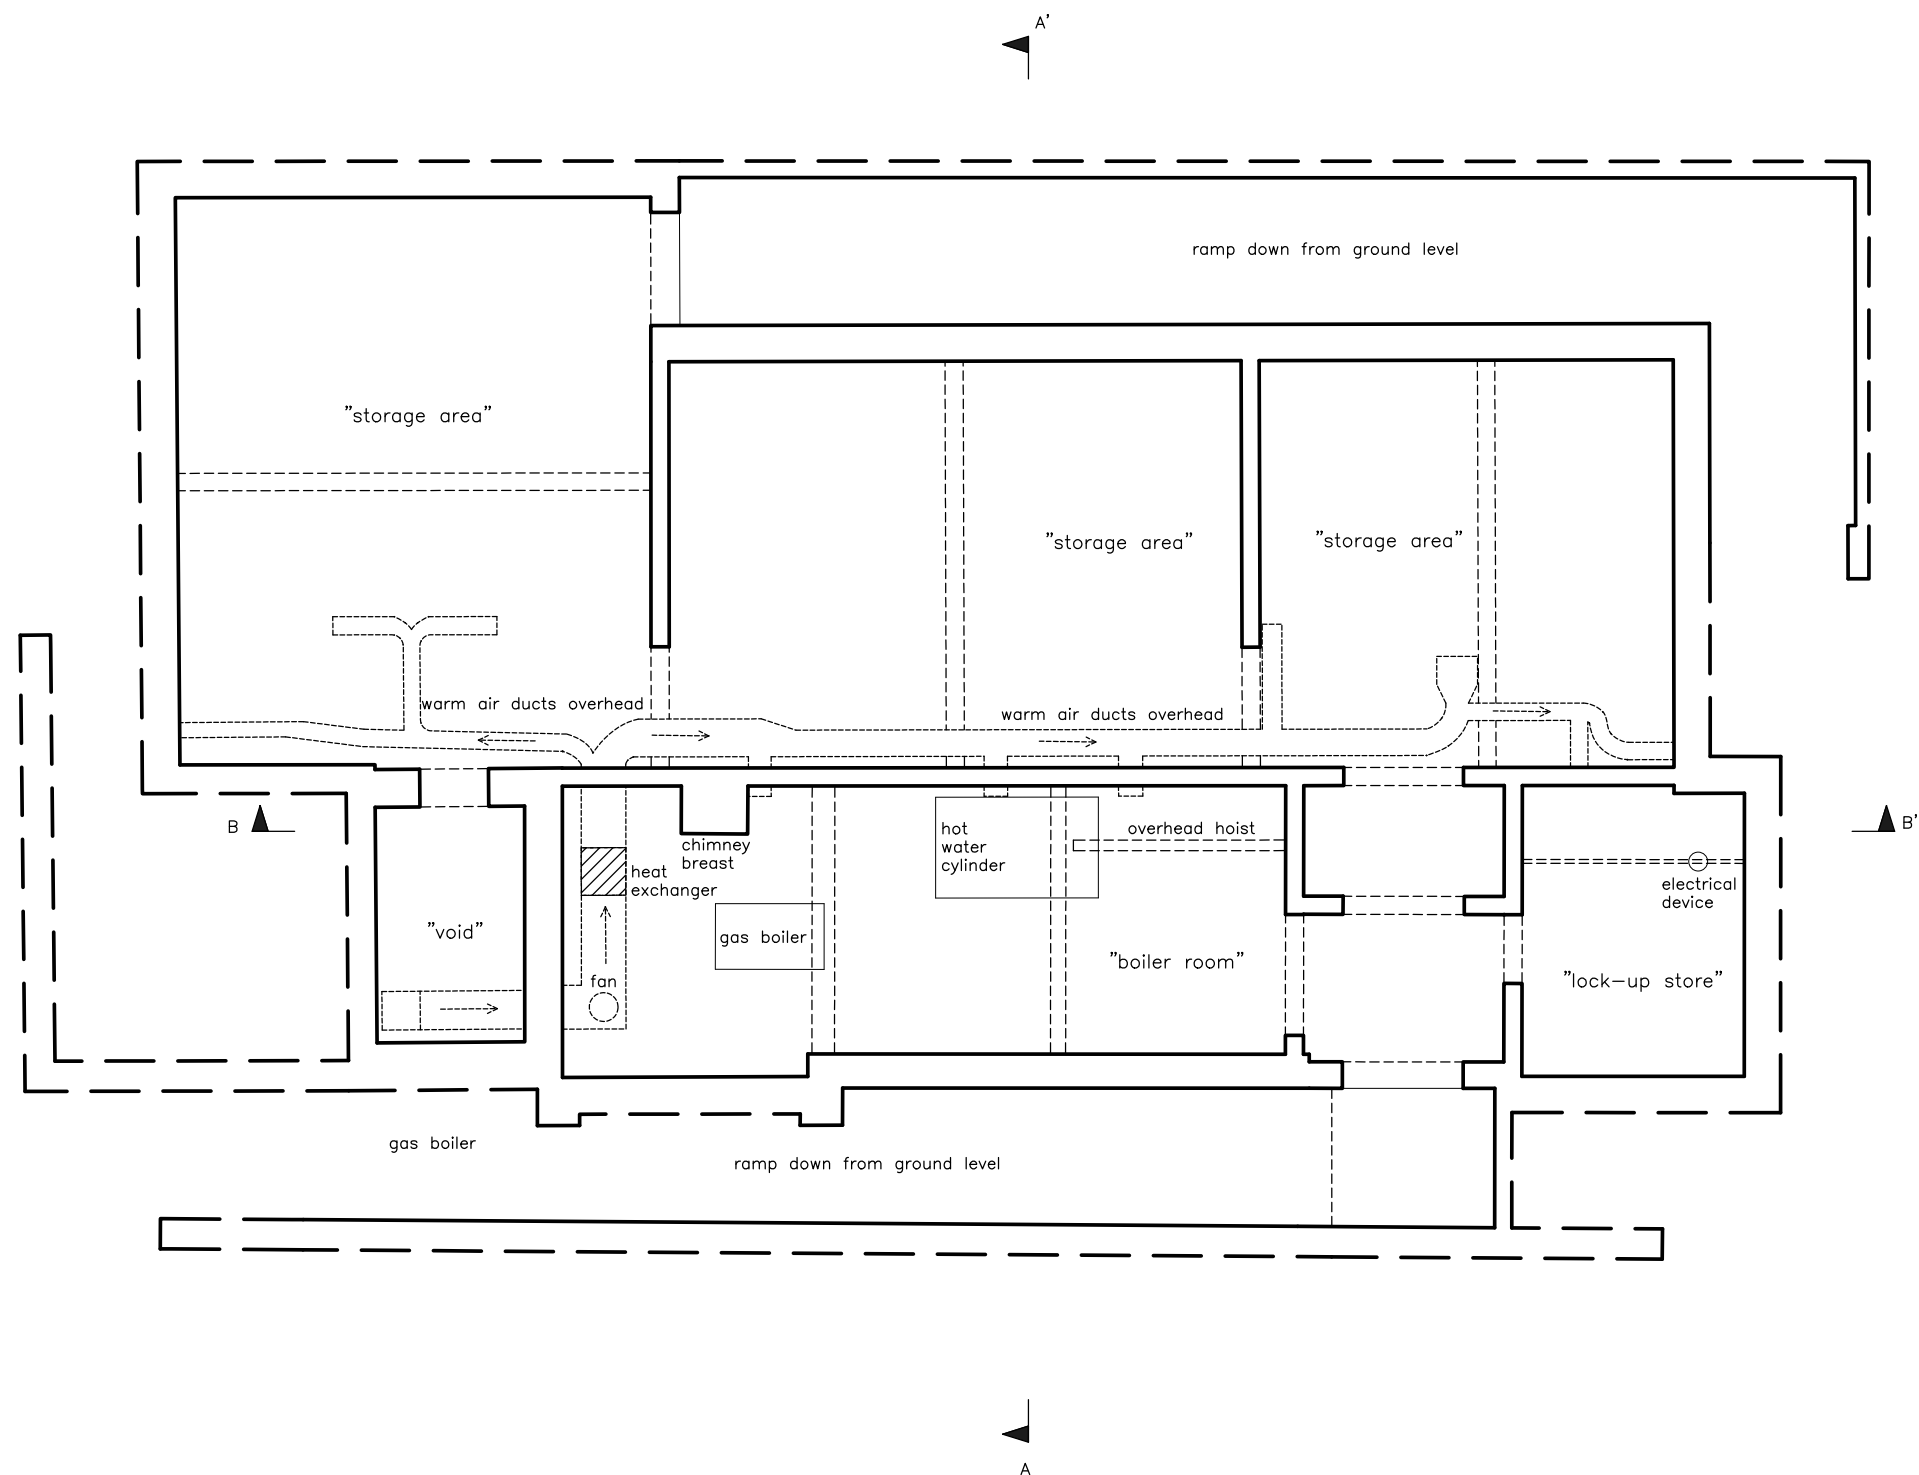 A'
ramp down from ground level
"storage area"
"storage area"
"storage area"
warm air ducts overhead
warm air ducts overhead
B
B'
hot
water
cylinder
overhead hoist
chimney
breast
heat
exchanger
electrical
device
"void"
gas boiler
"boiler room"
fan
"lock-up store"
gas boiler
ramp down from ground level
A